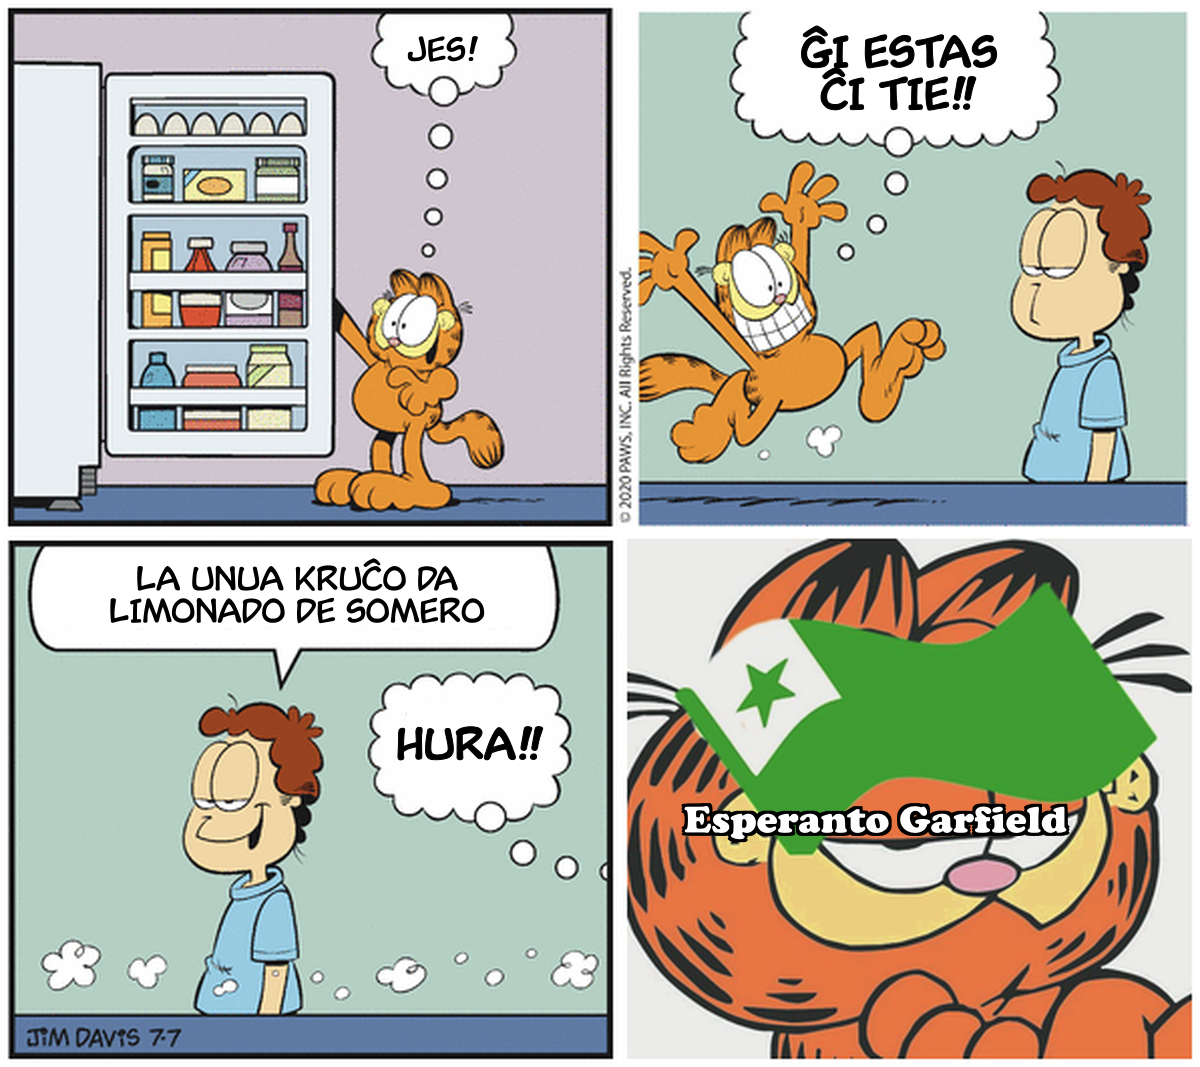 JES!
ĜI ESTAS
ĈI TIE!!
© 2020 PAWS, INC. All Rights Reserved.
LA UNUA KRUĈO DA
LIMONADO DE SOMERO
HURA!!
JIM DAVIS 7-7
Esperanto Garfield